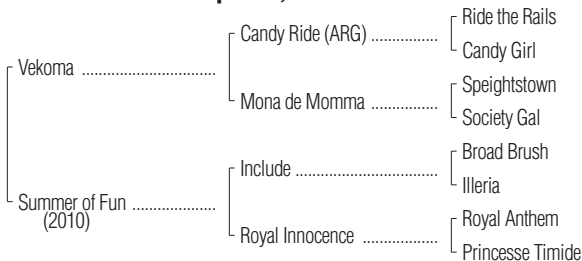 Ride the Rails
Candy Ride (ARG) ................
Candy Girl
Vekoma ................................
Speightstown
Mona de Momma ................
Society Gal
Broad Brush
Include ..................................
Illeria
Summer of Fun ....................
(2010)
Royal Anthem
Royal Innocence ..................
Princesse Timide